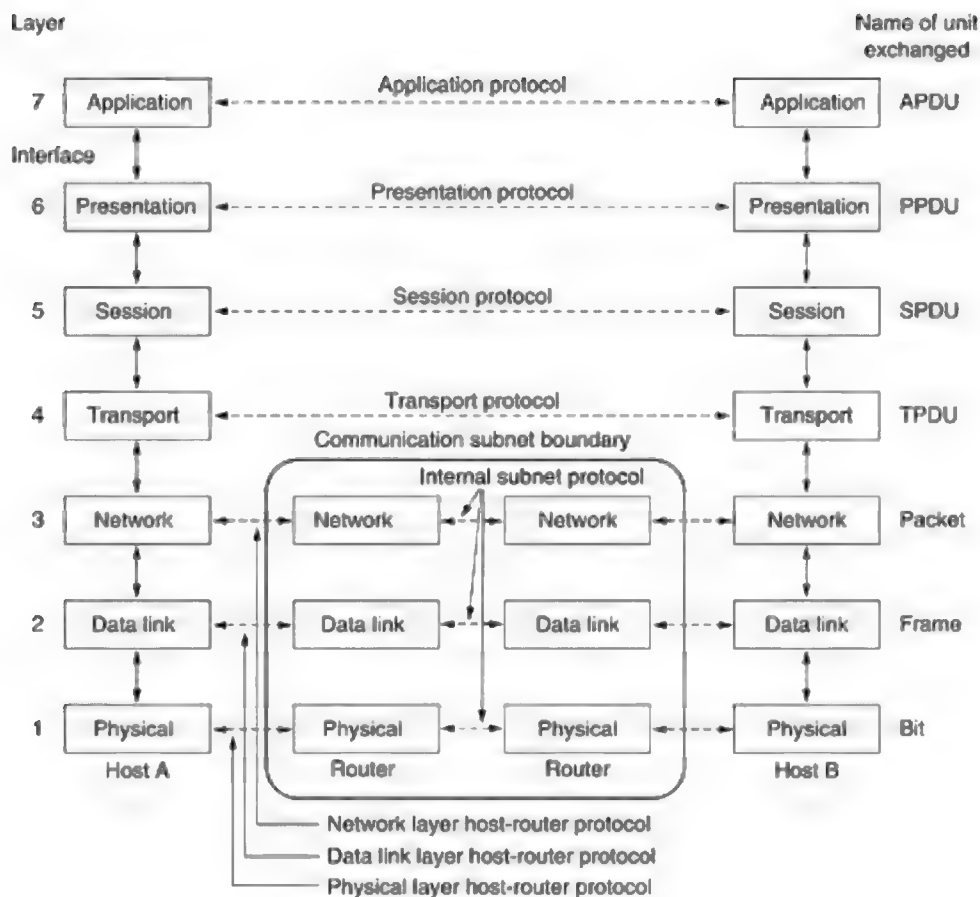 Layer
Name of unit
exchanged
Application protocol
7 Application Application APDU
Interface
Presentation protocol
6 Presentation Presentation PPDU
Session protocol
5 Session Session SPDU
Transport protocol
4 Transport Transport TPDU
Communication subnet boundary
Internal subnet protocol
3 Network Network Network Network Packet
2 Data link Data link Data link Data link Frame
1 Physical Physical Physical Physical Bit
Host A Router Router Host B
Network layer host-router protocol
Data link layer host-router protocol
Physical layer host-router protocol